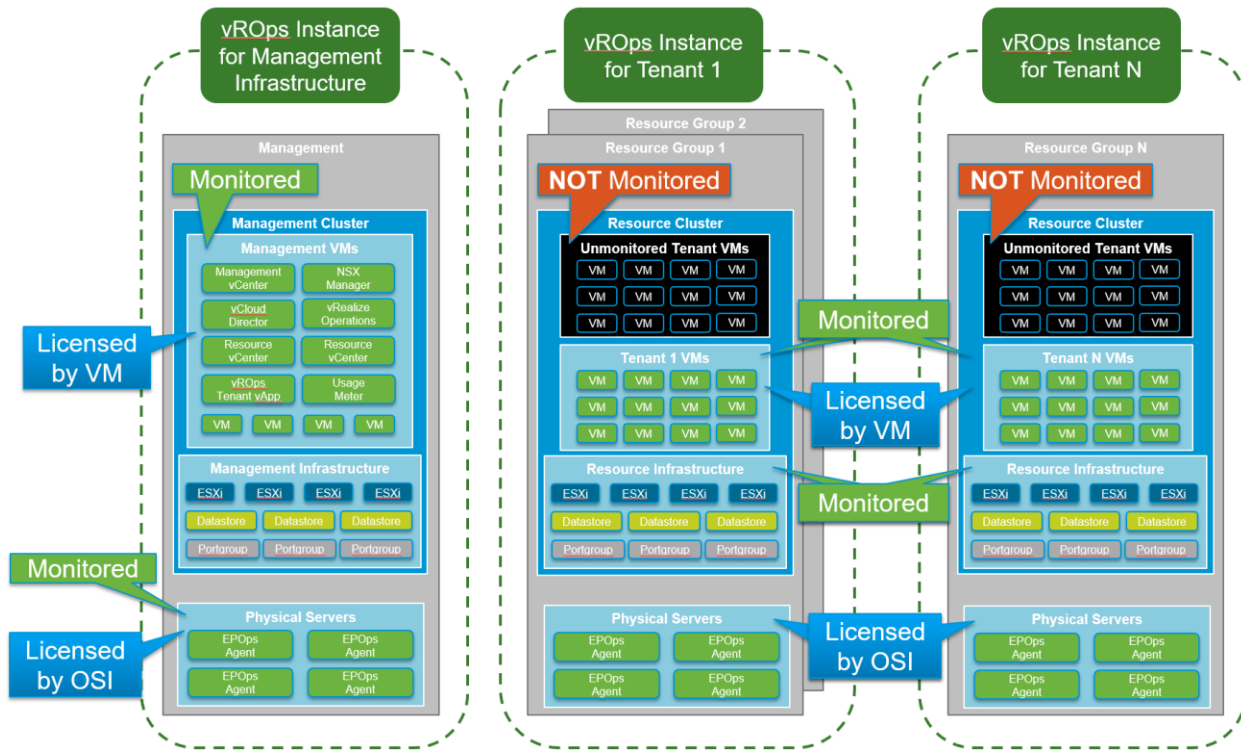 vROps Instance
for Management
Infrastructure
vROps Instance
for Tenant 1
vROps Instance
for Tenant N
Management
Monitored
Management Cluster
Management VMs
Management
vCenter
NSX
Manager
vCloud
Director
vRealize
Operations
Resource
vCenter
Resource
vCenter
vROps
Tenant vApp
Usage
Meter
VM VM VM VM
Licensed
by VM
Management Infrastructure
ESXi ESXi ESXi ESXi
Datastore Datastore Datastore
Portgroup Portgroup Portgroup
Monitored
Licensed
by OSI
Physical Servers
EPOps
Agent
EPOps
Agent
EPOps
Agent
EPOps
Agent
Resource Group 2
Resource Group 1
NOT Monitored
Resource Cluster
Unmonitored Tenant VMs
VM VM VM VM
VM VM VM VM
VM VM VM VM
Tenant 1 VMs
VM VM VM VM
VM VM VM VM
VM VM VM VM
Resource Infrastructure
ESXi ESXi ESXi ESXi
Datastore Datastore Datastore
Portgroup Portgroup Portgroup
Physical Servers
EPOps
Agent
EPOps
Agent
EPOps
Agent
EPOps
Agent
Monitored
Licensed
by VM
Monitored
Licensed
by OSI
Resource Group N
NOT Monitored
Resource Cluster
Unmonitored Tenant VMs
VM VM VM VM
VM VM VM VM
VM VM VM VM
Tenant N VMs
VM VM VM VM
VM VM VM VM
VM VM VM VM
Resource Infrastructure
ESXi ESXi ESXi ESXi
Datastore Datastore Datastore
Portgroup Portgroup Portgroup
Physical Servers
EPOps
Agent
EPOps
Agent
EPOps
Agent
EPOps
Agent